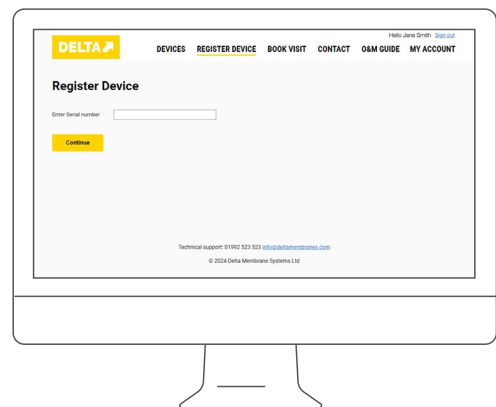 Hello Jane Smith Sign out
DELTA
DEVICES REGISTER DEVICE BOOK VISIT CONTACT O&M GUIDE MY ACCOUNT
Register Device
Enter Serial number
Continue
Technical support: 01992 523 523 info@deltamembranes.com
© 2024 Delta Membrane Systems Ltd